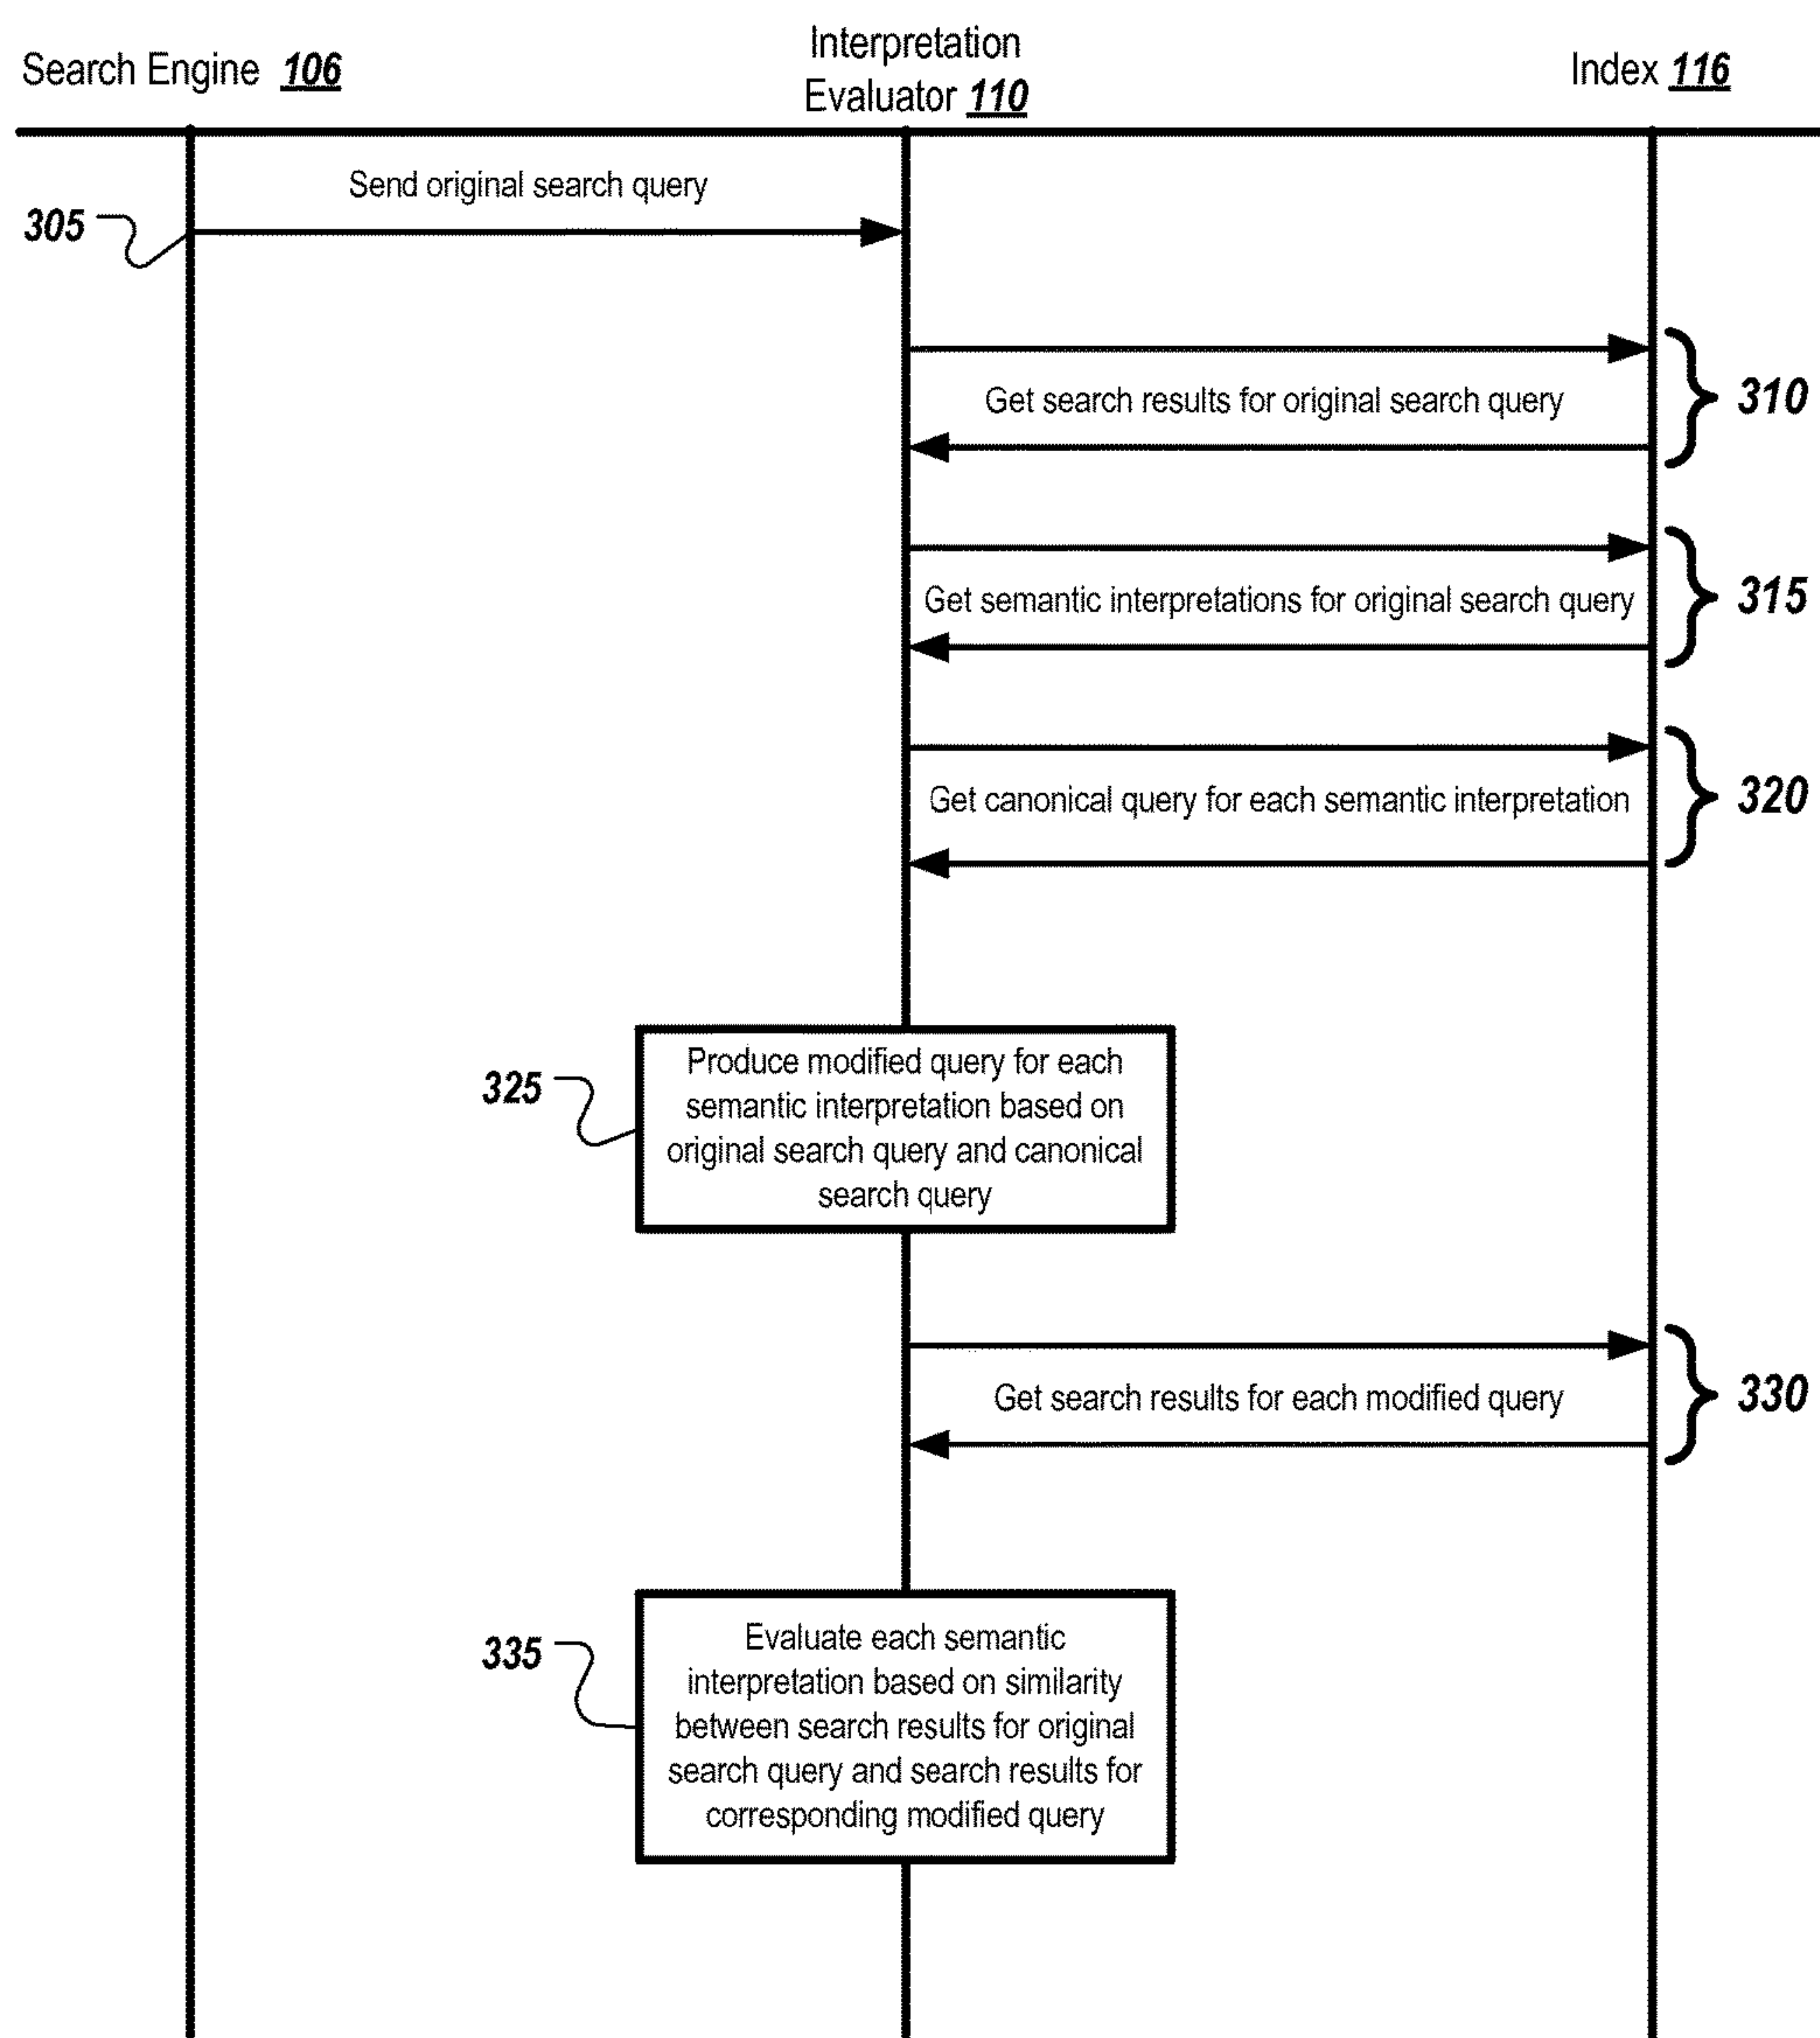 Search Engine 106
Interpretation
Evaluator 110
Index 116
Send original search query
305
Get search results for original search query
310
Get semantic interpretations for original search query
315
Get canonical query for each semantic interpretation
320
325
Produce modified query for each
semantic interpretation based on
original search query and canonical
search query
Get search results for each modified query
330
335
Evaluate each semantic
interpretation based on similarity
between search results for original
search query and search results for
corresponding modified query